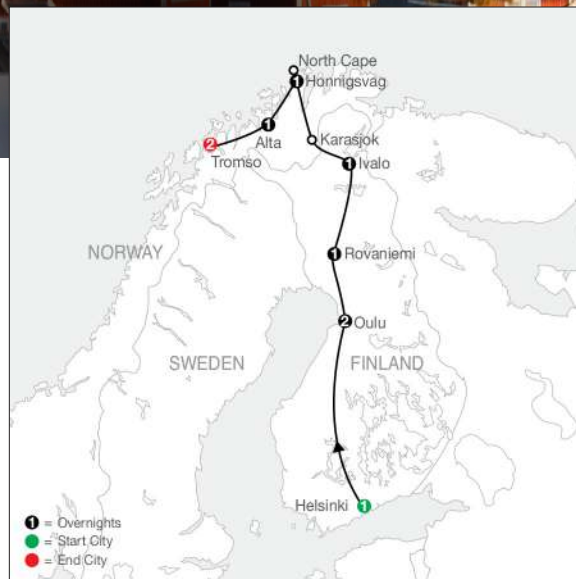 North Cape
1 Honnigsvag
1
Alta
Karasjok
2
Tromso
1 Ivalo
NORWAY
1 Rovaniemi
2 Oulu
SWEDEN
FINLAND
Helsinki 1
1 = Overnights
= Start City
= End City